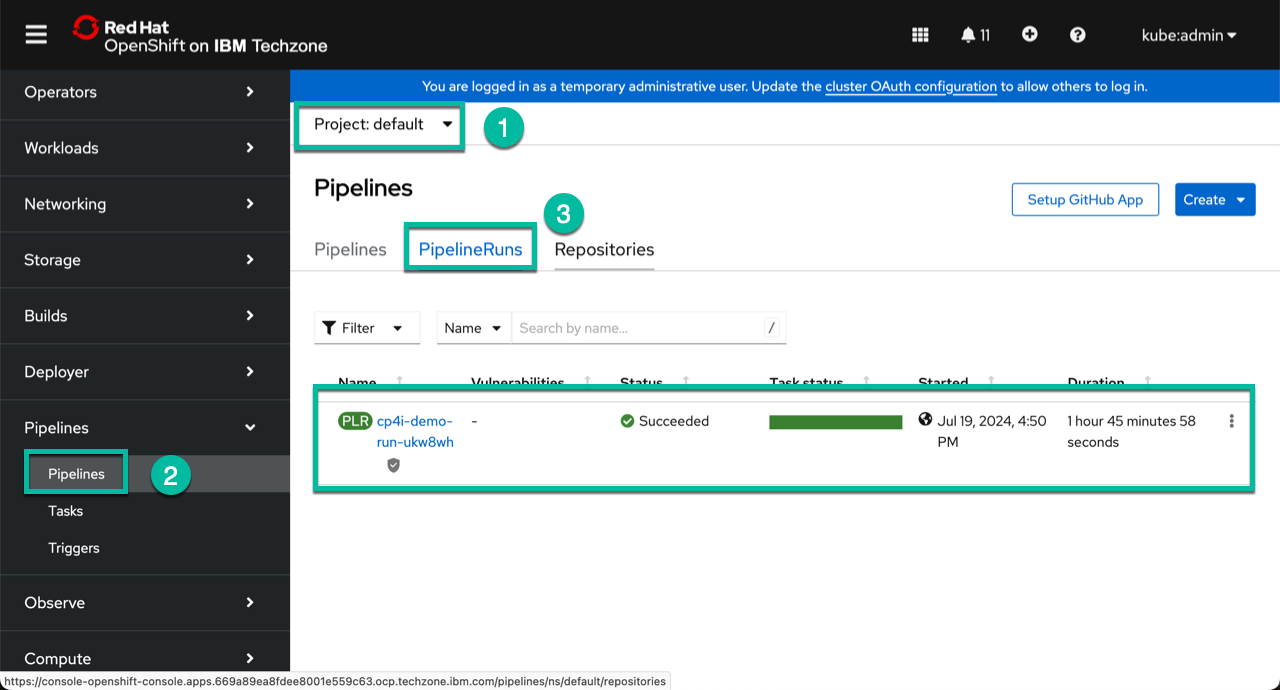 Red Hat
OpenShift on IBM Techzone
11
kube:admin
You are logged in as a temporary administrative user. Update the cluster OAuth configuration to allow others to log in.
Operators
Workloads
Networking
Storage
Builds
Deployer
Pipelines
Pipelines
2
Tasks
Triggers
Observe
Compute
Project: default
1
Pipelines
Setup GitHub App
Create
3
Pipelines
PipelineRuns
Repositories
Filter
Name
Search by name...
/
Name
Vulnerabilities
Status
Task status
Started
Duration
PLR
cp4i-demo-
run-ukw8wh
-
Succeeded
Jul 19, 2024, 4:50
PM
1 hour 45 minutes 58
seconds
https://console-openshift-console.apps.669a89ea8fdee8001e559c63.ocp.techzone.ibm.com/pipelines/ns/default/repositories